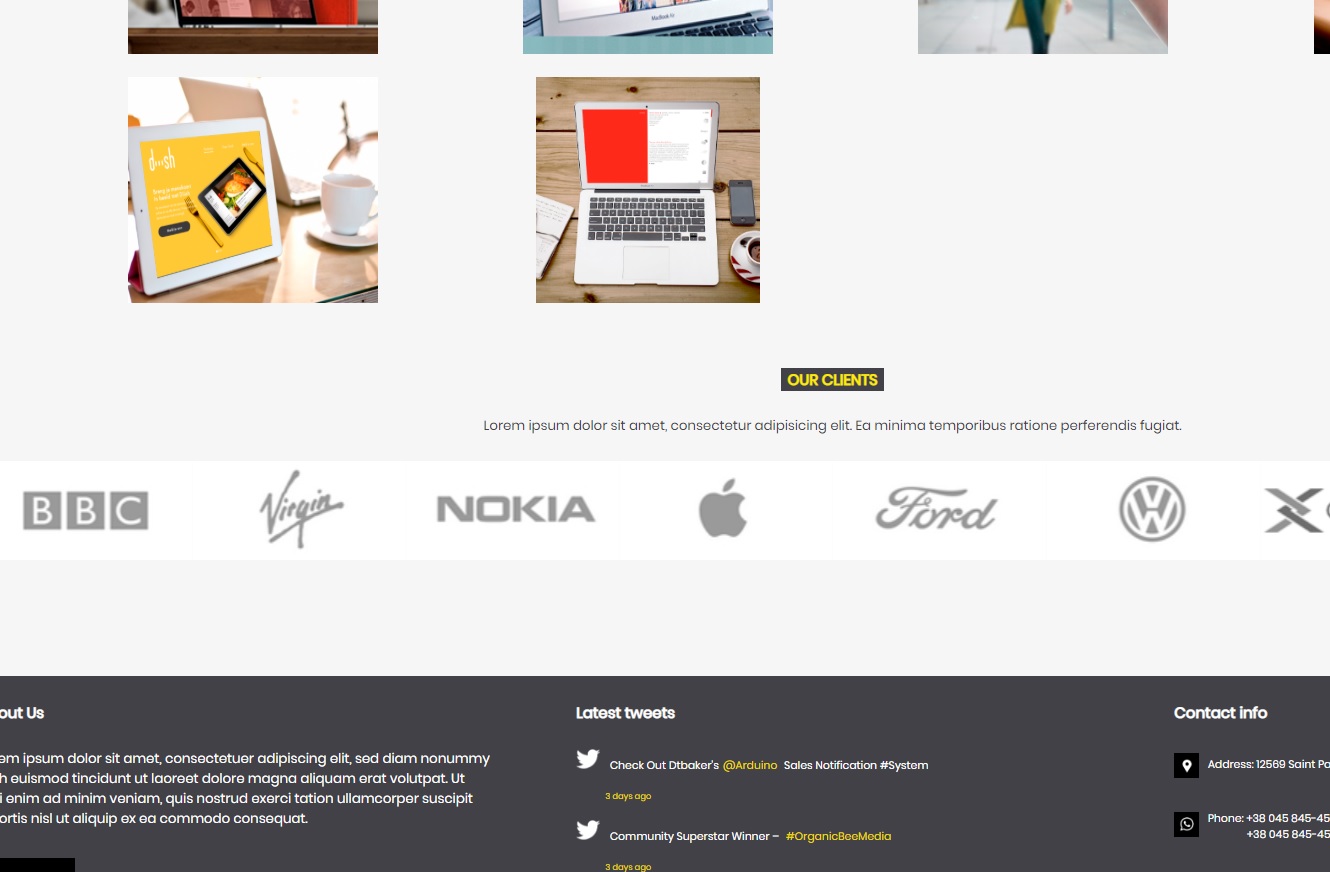 MacBook Air
d sh
OUR CLIENTS
Lorem ipsum dolor sit amet, consectetur adipisicing elit. Ea minima temporibus ratione perferendis fugiat.
BBC
Virgin
NOKIA
Ford
VW
X
out Us
Latest tweets
Contact info
em ipsum dolor sit amet, consectetuer adipiscing elit, sed diam nonummy
h euismod tincidunt ut laoreet dolore magna aliquam erat volutpat. Ut
i enim ad minim veniam, quis nostrud exerci tation ullamcorper suscipit
ortis nisl ut aliquip ex ea commodo consequat.
Check Out Dtbaker's @Arduino Sales Notification #System
3 days ago
Community Superstar Winner – #OrganicBeeMedia
3 days ago
Address: 12569 Saint Pa
Phone: +38 045 845-45
+38 045 845-45